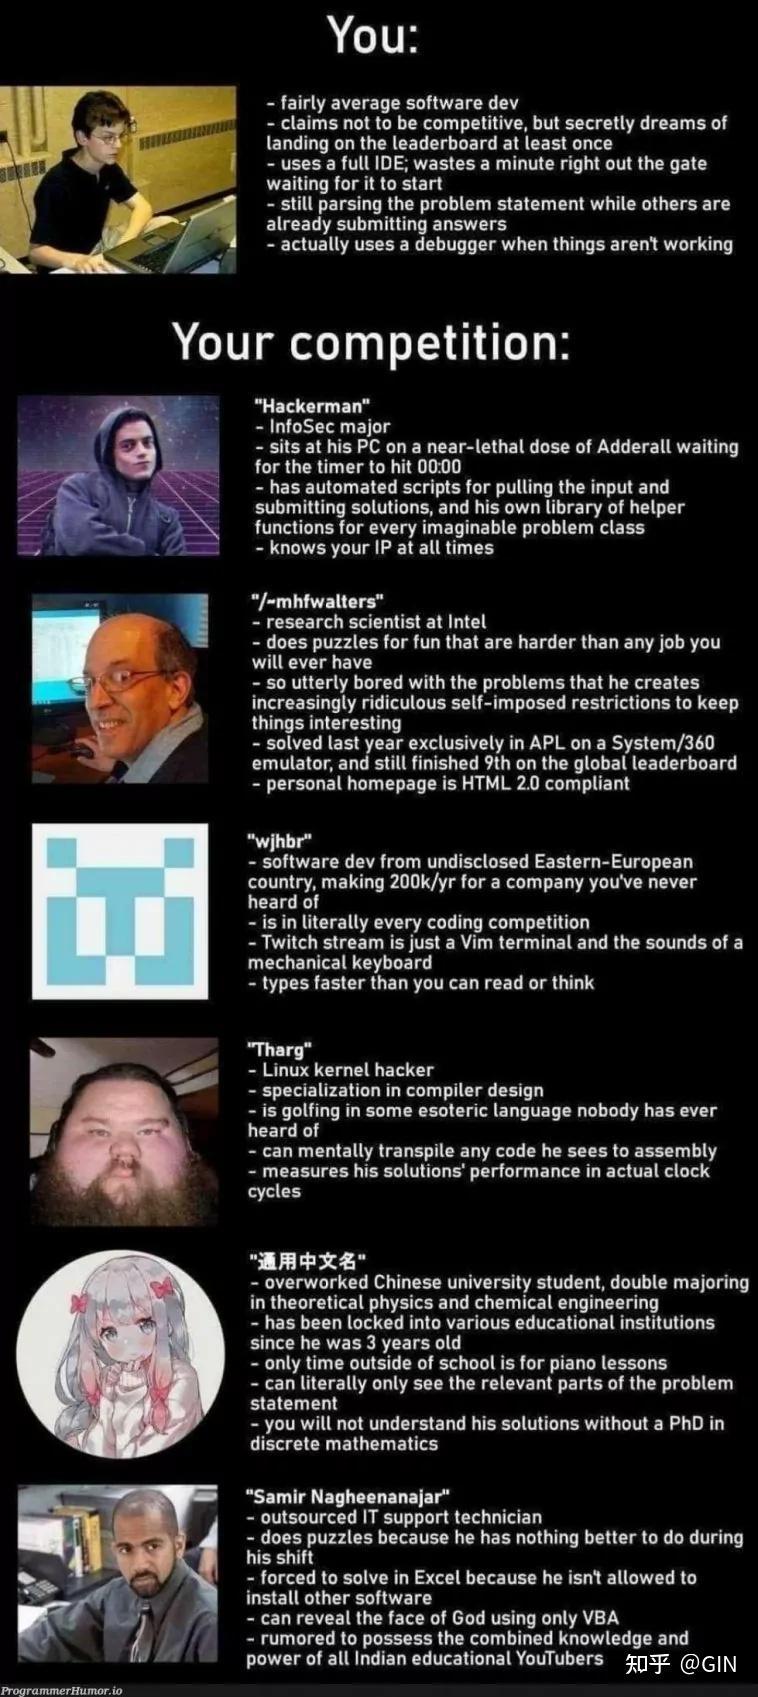 You:
- fairly average software dev
- claims not to be competitive, but secretly dreams of
landing on the leaderboard at least once
- uses a full IDE; wastes a minute right out the gate
waiting for it to start
- still parsing the problem statement while others are
already submitting answers
- actually uses a debugger when things aren't working
Your competition:
"Hackerman"
- InfoSec major
- sits at his PC on a near-lethal dose of Adderall waiting
for the timer to hit 00:00
- has automated scripts for pulling the input and
submitting solutions, and his own library of helper
functions for every imaginable problem class
- knows your IP at all times
"/~mhfwalters"
- research scientist at Intel
- does puzzles for fun that are harder than any job you
will ever have
- so utterly bored with the problems that he creates
increasingly ridiculous self-imposed restrictions to keep
things interesting
- solved last year exclusively in APL on a System/360
emulator, and still finished 9th on the global leaderboard
- personal homepage is HTML 2.0 compliant
"wjhbr"
- software dev from undisclosed Eastern-European
country, making 200k/yr for a company you've never
heard of
- is in literally every coding competition
- Twitch stream is just a Vim terminal and the sounds of a
mechanical keyboard
- types faster than you can read or think
"Tharg"
- Linux kernel hacker
- specialization in compiler design
- is golfing in some esoteric language nobody has ever
heard of
- can mentally transpile any code he sees to assembly
- measures his solutions' performance in actual clock
cycles
"通用中文名"
- overworked Chinese university student, double majoring
in theoretical physics and chemical engineering
- has been locked into various educational institutions
since he was 3 years old
- only time outside of school is for piano lessons
- can literally only see the relevant parts of the problem
statement
- you will not understand his solutions without a PhD in
discrete mathematics
"Samir Nagheenanajar"
- outsourced IT support technician
- does puzzles because he has nothing better to do during
his shift
- forced to solve in Excel because he isn't allowed to
install other software
- can reveal the face of God using only VBA
- rumored to possess the combined knowledge and
power of all Indian educational YouTubers
知乎 @GIN
ProgrammerHumor.io